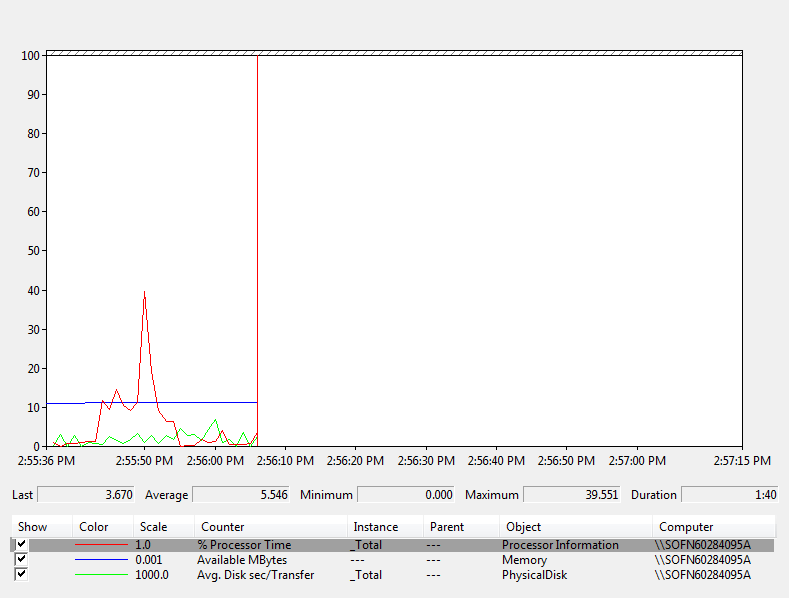 100
90
80
70
60
50
40
30
20
10
0
2:55:36 PM 2:55:50 PM 2:56:00 PM 2:56:10 PM 2:56:20 PM 2:56:30 PM 2:56:40 PM 2:56:50 PM 2:57:00 PM 2:57:15 PM
Last 3.670 Average 5.546 Minimum 0.000 Maximum 39.551 Duration 1:40
Show Color Scale Counter Instance Parent Object Computer
1.0 % Processor Time _Total --- Processor Information \\SOFN60284095A
0.001 Available MBytes --- --- Memory \\SOFN60284095A
1000.0 Avg. Disk sec/Transfer _Total --- PhysicalDisk \\SOFN60284095A